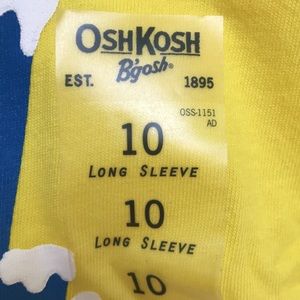 OSHKOSH
B'gosh®
EST. 1895
OSS-1151
AD
10
LONG SLEEVE
10
LONG SLEEVE
10